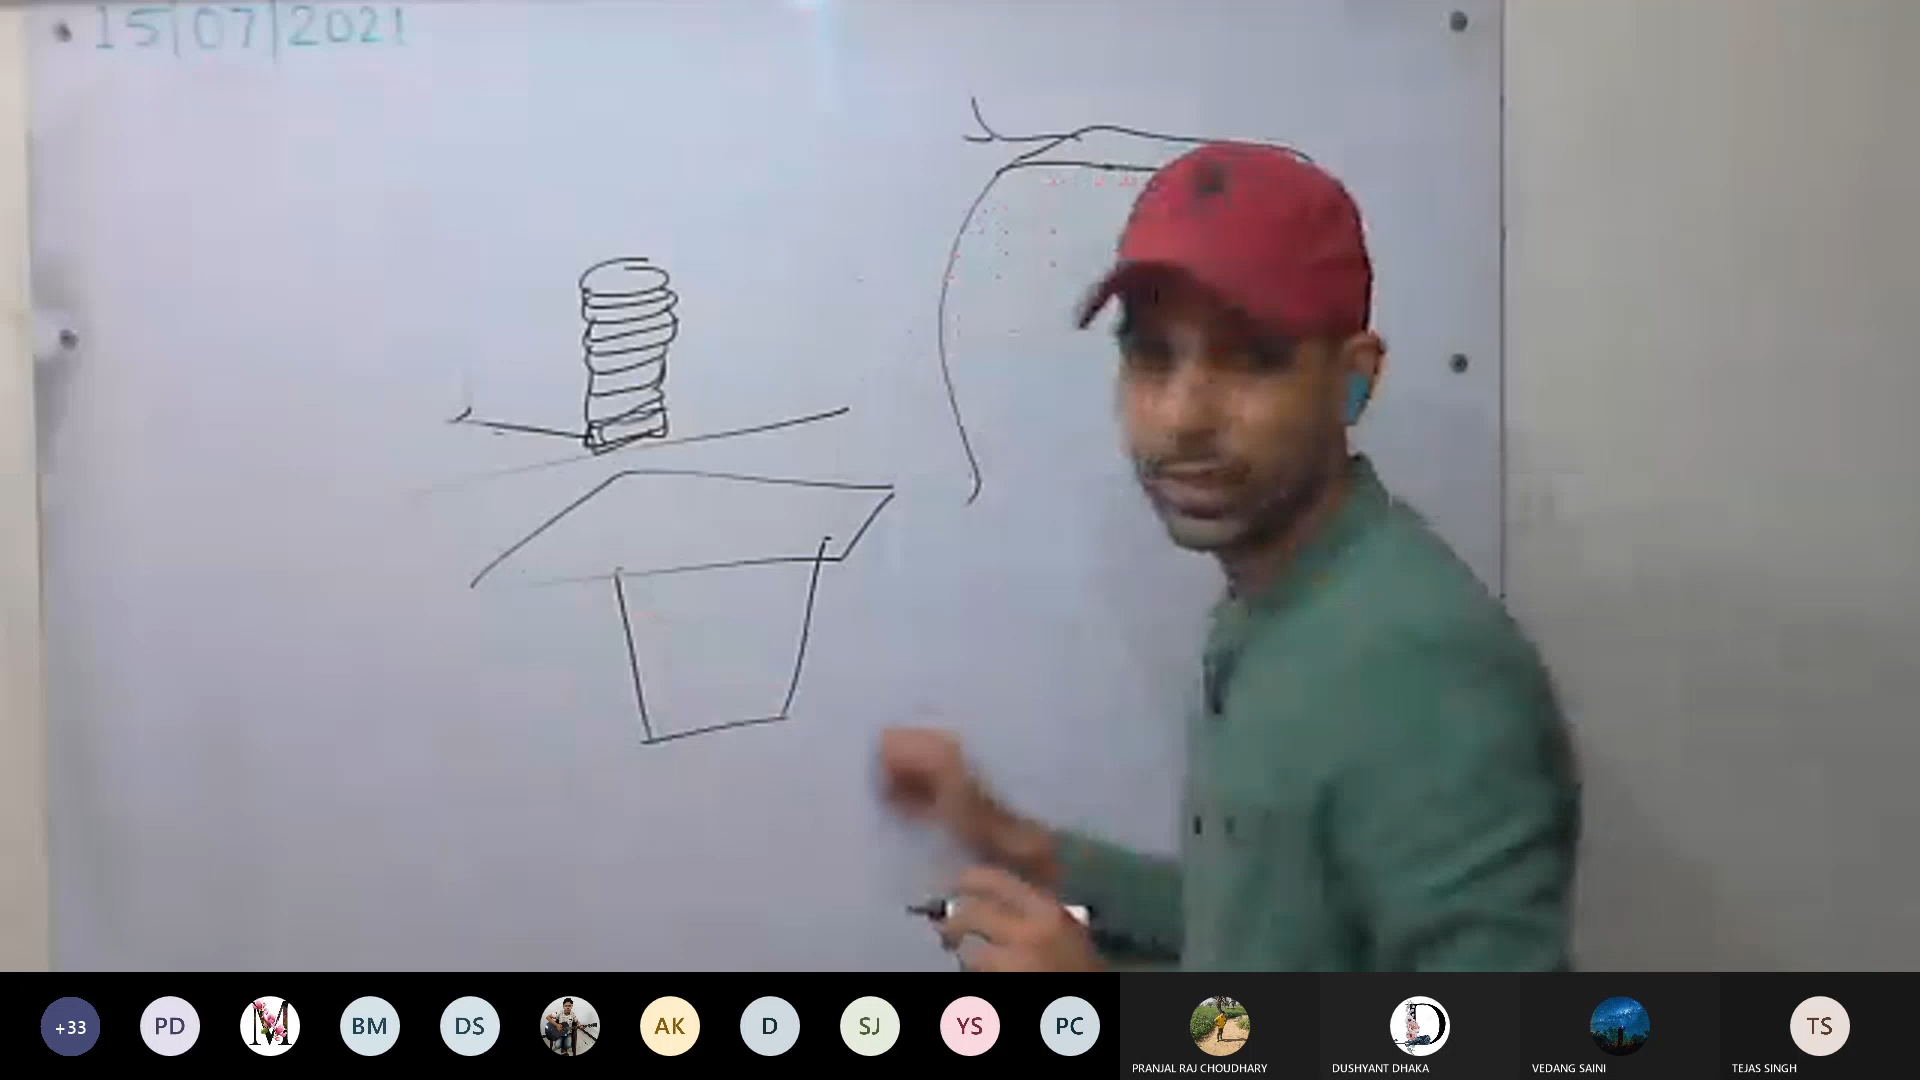 15|07|2021
+33
PD
M
BM
DS
AK
D
SJ
YS
PC
D
TS
PRANJAL RAJ CHOUDHARY
DUSHYANT DHAKA
VEDANG SAINI
TEJAS SINGH